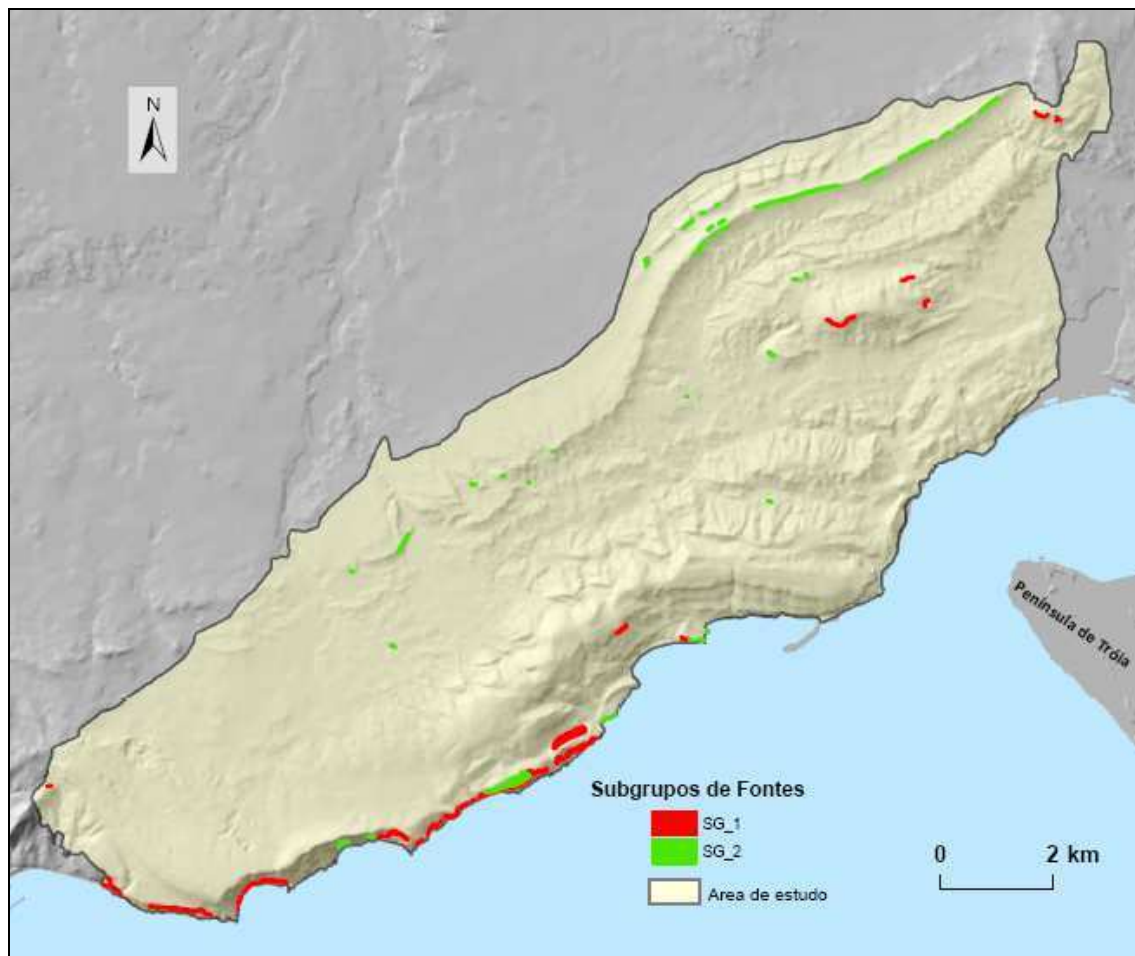 N
Península de Tróia
Subgrupos de Fontes
SG_1
SG_2
Area de estudo
0 2 km